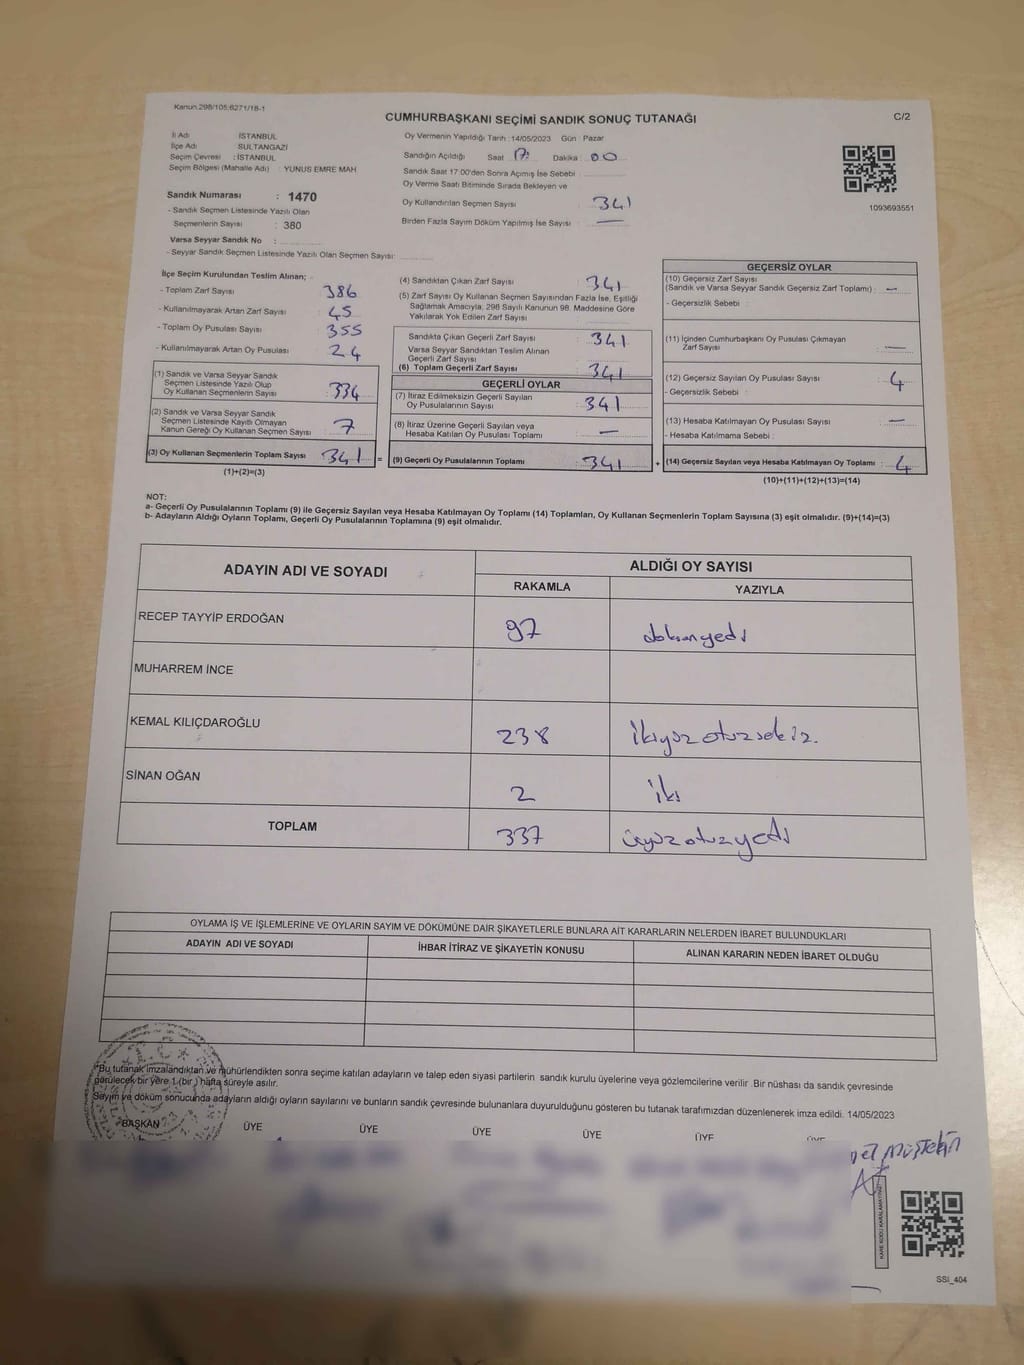 Kanun:298/105;6271/18-1
CUMHURBAŞKANI SEÇİMİ SANDIK SONUÇ TUTANAĞI
C/2
İl Adı : İSTANBUL
İlçe Adı : SULTANGAZİ
Seçim Çevresi : İSTANBUL
Seçim Bölgesi (Mahalle Adı) : YUNUS EMRE MAH
Sandık Numarası : 1470
- Sandık Seçmen Listesinde Yazılı Olan
Seçmenlerin Sayısı : 380
Varsa Seyyar Sandık No :
- Seyyar Sandık Seçmen Listesinde Yazılı Olan Seçmen Sayısı:
Oy Vermenin Yapıldığı Tarih : 14/05/2023 Gün : Pazar
Sandığın Açıldığı Saat : 17 Dakika : 00
Sandık Saat 17:00'den Sonra Açılmış İse Sebebi :
Oy Verme Saati Bitiminde Sırada Bekleyen ve
Oy Kullandırılan Seçmen Sayısı : 341
Birden Fazla Sayım Döküm Yapılmış İse Sayısı : —
1093693551
İlçe Seçim Kurulundan Teslim Alınan;
- Toplam Zarf Sayısı 386
- Kullanılmayarak Artan Zarf Sayısı : 45
- Toplam Oy Pusulası Sayısı : 355
- Kullanılmayarak Artan Oy Pusulası : 24
(1) Sandık ve Varsa Seyyar Sandık
Seçmen Listesinde Yazılı Olup
Oy Kullanan Seçmenlerin Sayısı : 334
(2) Sandık ve Varsa Seyyar Sandık
Seçmen Listesinde Kayıtlı Olmayan
Kanun Gereği Oy Kullanan Seçmen Sayısı : 7
(3) Oy Kullanan Seçmenlerin Toplam Sayısı : 341 =
(1)+(2)=(3)
(4) Sandıktan Çıkan Zarf Sayısı : 341
(5) Zarf Sayısı Oy Kullanan Seçmen Sayısından Fazla İse, Eşitliği
Sağlamak Amacıyla, 298 Sayılı Kanunun 98. Maddesine Göre
Yakılarak Yok Edilen Zarf Sayısı :
Sandıkta Çıkan Geçerli Zarf Sayısı : 341
Varsa Seyyar Sandıktan Teslim Alınan
Geçerli Zarf Sayısı :
(6) Toplam Geçerli Zarf Sayısı : 341
GEÇERLİ OYLAR
(7) İtiraz Edilmeksizin Geçerli Sayılan
Oy Pusulalarının Sayısı : 341
(8) İtiraz Üzerine Geçerli Sayılan veya
Hesaba Katılan Oy Pusulası Toplamı : —
(9) Geçerli Oy Pusulalarının Toplamı : 341 +
GEÇERSİZ OYLAR
(10) Geçersiz Zarf Sayısı
(Sandık ve Varsa Seyyar Sandık Geçersiz Zarf Toplamı) : —
- Geçersizlik Sebebi :
(11) İçinden Cumhurbaşkanı Oy Pusulası Çıkmayan
Zarf Sayısı : —
(12) Geçersiz Sayılan Oy Pusulası Sayısı : 4
- Geçersizlik Sebebi :
(13) Hesaba Katılmayan Oy Pusulası Sayısı : —
- Hesaba Katılmama Sebebi :
(14) Geçersiz Sayılan veya Hesaba Katılmayan Oy Toplamı : 4
(10)+(11)+(12)+(13)=(14)
NOT:
a- Geçerli Oy Pusulalarının Toplamı (9) ile Geçersiz Sayılan veya Hesaba Katılmayan Oy Toplamı (14) Toplamları, Oy Kullanan Seçmenlerin Toplam Sayısına (3) eşit olmalıdır. (9)+(14)=(3)
b- Adayların Aldığı Oyların Toplamı, Geçerli Oy Pusulalarının Toplamına (9) eşit olmalıdır.
ADAYIN ADI VE SOYADI ALDIĞI OY SAYISI
RAKAMLA YAZIYLA
RECEP TAYYİP ERDOĞAN 97 doksanyedi
MUHARREM İNCE
KEMAL KILIÇDAROĞLU 238 İkiyüzotuzsekiz.
SİNAN OĞAN 2 iki
TOPLAM 337 üçyüzotuzyedi
OYLAMA İŞ VE İŞLEMLERİNE VE OYLARIN SAYIM VE DÖKÜMÜNE DAİR ŞİKAYETLERLE BUNLARA AİT KARARLARIN NELERDEN İBARET BULUNDUKLARI
ADAYIN ADI VE SOYADI İHBAR İTİRAZ VE ŞİKAYETİN KONUSU ALINAN KARARIN NEDEN İBARET OLDUĞU
"Bu tutanak imzalandıktan ve mühürlendikten sonra seçime katılan adayların ve talep eden siyasi partilerin sandık kurulu üyelerine veya gözlemcilerine verilir. Bir nüshası da sandık çevresinde
görülecek bir yere 1 (bir) hafta süreyle asılır.
Sayım ve döküm sonucunda adayların aldığı oyların sayılarını ve bunların sandık çevresinde bulunanlara duyurulduğunu gösteren bu tutanak tarafımızdan düzenlenerek imza edildi. 14/05/2023
BAŞKAN ÜYE ÜYE ÜYE ÜYE ÜYE
KARE KODU KARALAMAYINIZ
SSİ_404